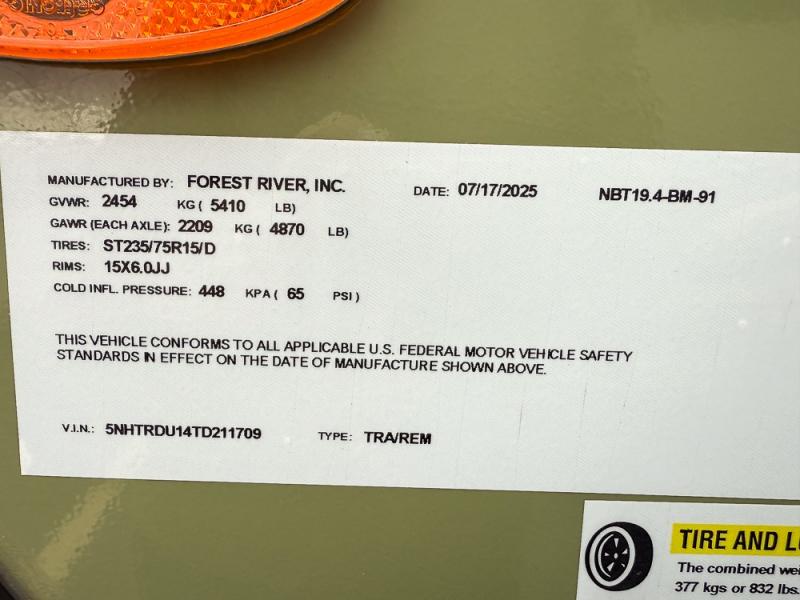 MANUFACTURED BY: FOREST RIVER, INC. DATE: 07/17/2025 NBT19.4-BM-91
GVWR: 2454 KG ( 5410 LB)
GAWR (EACH AXLE): 2209 KG ( 4870 LB)
TIRES: ST235/75R15/D
RIMS: 15X6.0JJ
COLD INFL. PRESSURE: 448 KPA ( 65 PSI )
THIS VEHICLE CONFORMS TO ALL APPLICABLE U.S. FEDERAL MOTOR VEHICLE SAFETY
STANDARDS IN EFFECT ON THE DATE OF MANUFACTURE SHOWN ABOVE.
V.I.N.: 5NHTRDU14TD211709 TYPE: TRA/REM
TIRE AND
The combined
377 kgs or 832 lbs.